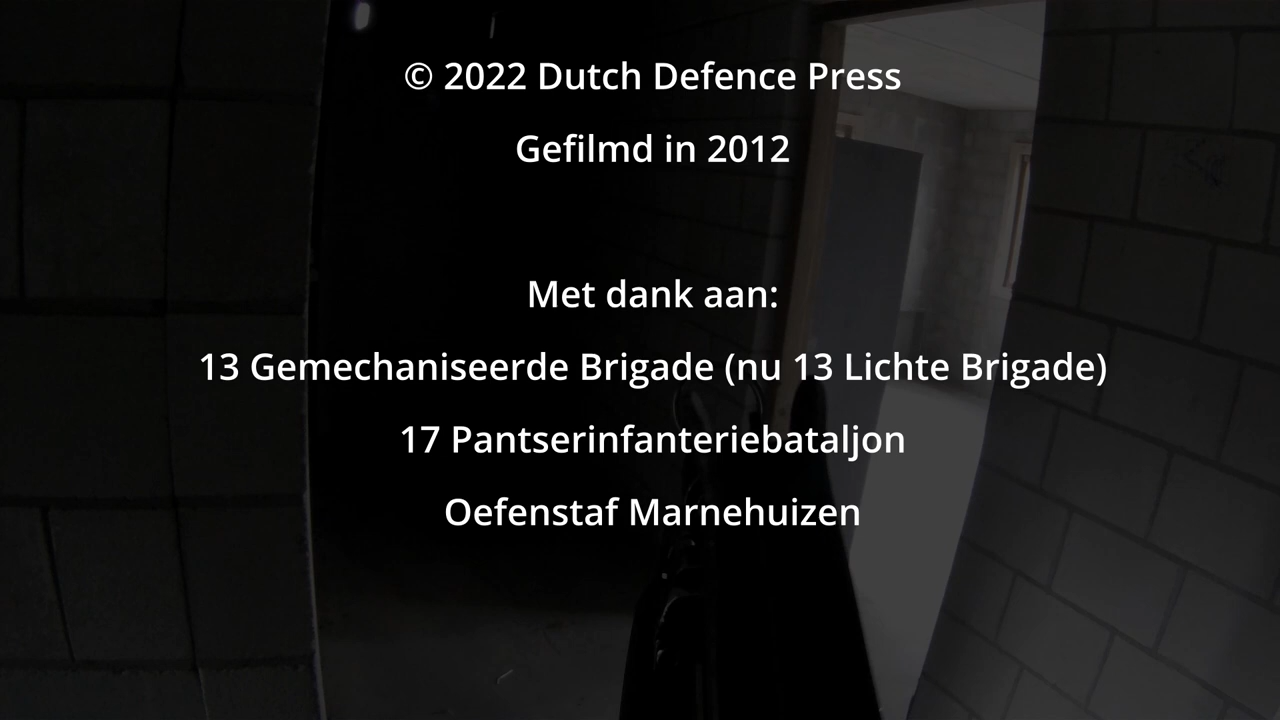 © 2022 Dutch Defence Press
Gefilmd in 2012
Met dank aan:
13 Gemechaniseerde Brigade (nu 13 Lichte Brigade)
17 Pantserinfanteriebataljon
Oefenstaf Marnehuizen